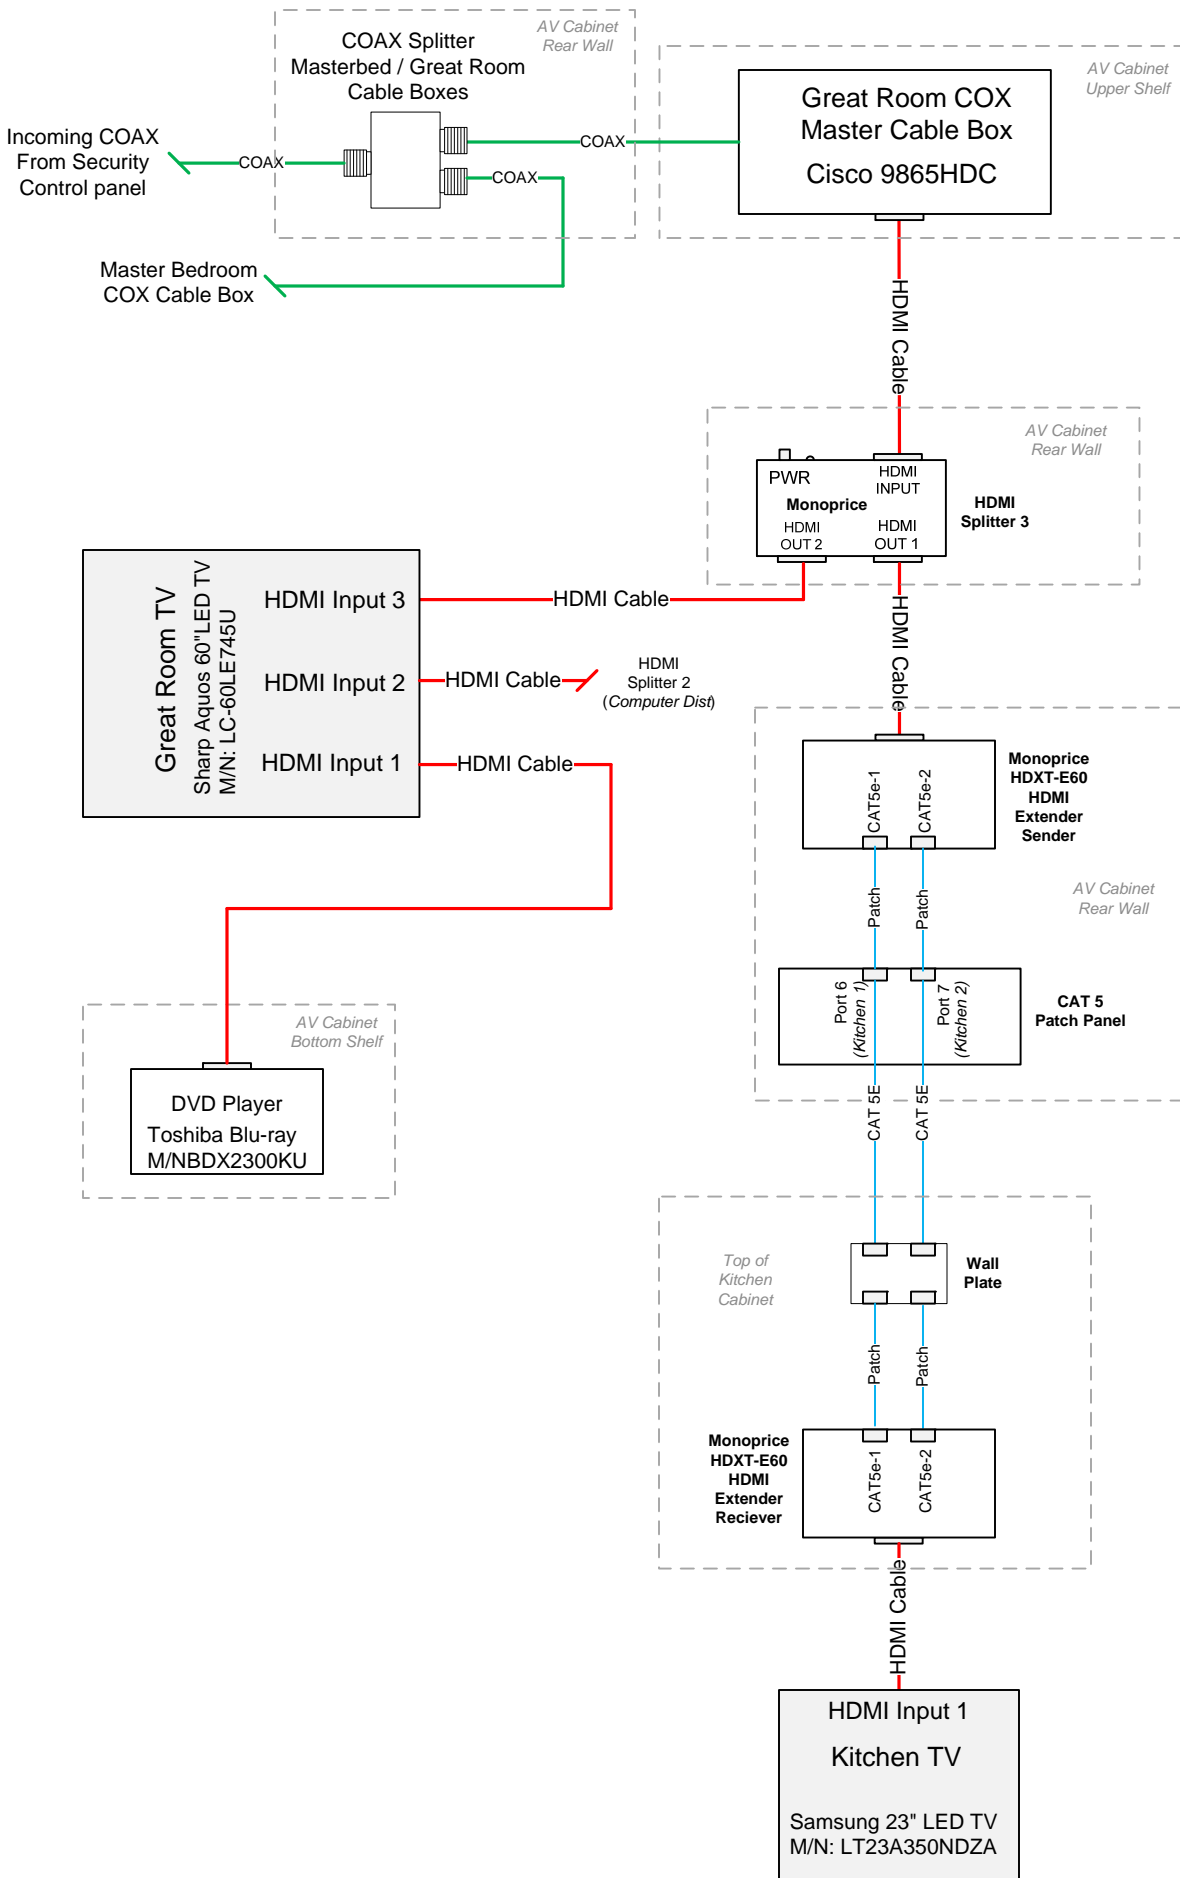 AV Cabinet
Rear Wall
COAX Splitter
Masterbed / Great Room
Cable Boxes
AV Cabinet
Upper Shelf
Great Room COX
Master Cable Box
Cisco 9865HDC
Incoming COAX
From Security
Control panel
COAX
COAX
COAX
Master Bedroom
COX Cable Box
HDMI Cable
AV Cabinet
Rear Wall
PWR
HDMI
INPUT
Monoprice
HDMI
OUT 2
HDMI
OUT 1
HDMI
Splitter 3
Great Room TV
Sharp Aquos 60"LED TV
M/N: LC-60LE745U
HDMI Input 3
HDMI Cable
HDMI Input 2
HDMI Cable
HDMI
Splitter 2
(Computer Dist)
HDMI Input 1
HDMI Cable
HDMI Cable
CAT5e-1
CAT5e-2
Monoprice
HDXT-E60
HDMI
Extender
Sender
Patch
Patch
AV Cabinet
Rear Wall
Port 6
(Kitchen 1)
Port 7
(Kitchen 2)
CAT 5
Patch Panel
AV Cabinet
Bottom Shelf
DVD Player
Toshiba Blu-ray
M/NBDX2300KU
CAT 5E
CAT 5E
Top of
Kitchen
Cabinet
Wall
Plate
Patch
Patch
Monoprice
HDXT-E60
HDMI
Extender
Reciever
CAT5e-1
CAT5e-2
HDMI Cable
HDMI Input 1
Kitchen TV
Samsung 23" LED TV
M/N: LT23A350NDZA